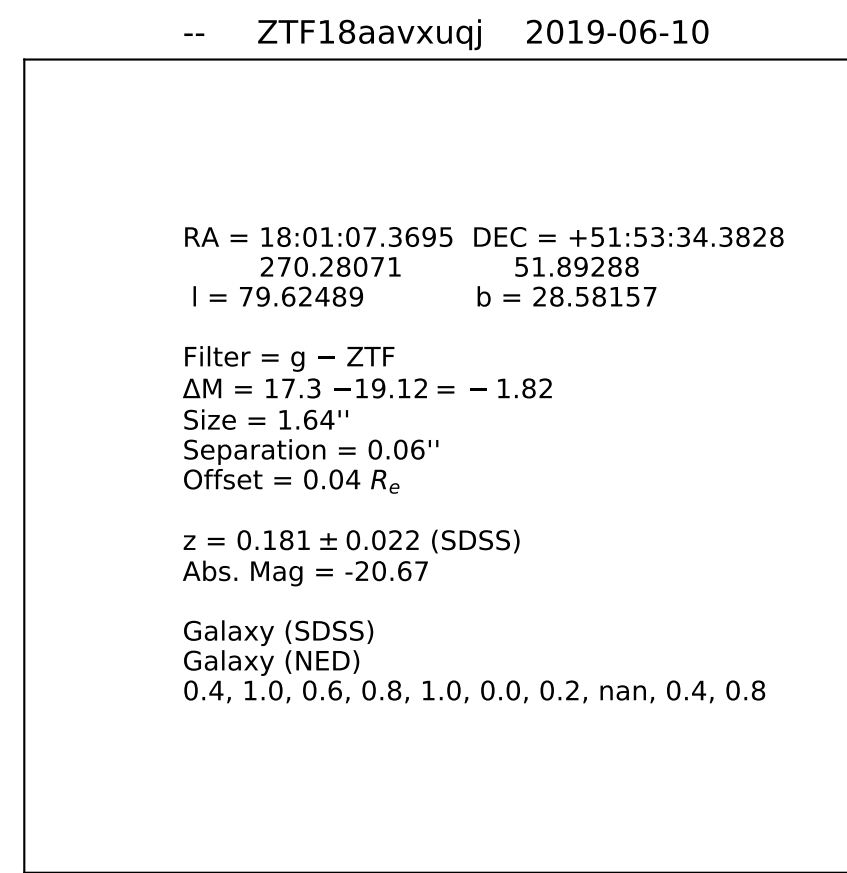 -- ZTF18aavxuqj 2019-06-10
RA = 18:01:07.3695 DEC = +51:53:34.3828
270.28071 51.89288
l = 79.62489 b = 28.58157
Filter = g − ZTF
ΔM = 17.3 −19.12 = − 1.82
Size = 1.64''
Separation = 0.06''
Offset = 0.04 Re
z = 0.181 ± 0.022 (SDSS)
Abs. Mag = -20.67
Galaxy (SDSS)
Galaxy (NED)
0.4, 1.0, 0.6, 0.8, 1.0, 0.0, 0.2, nan, 0.4, 0.8